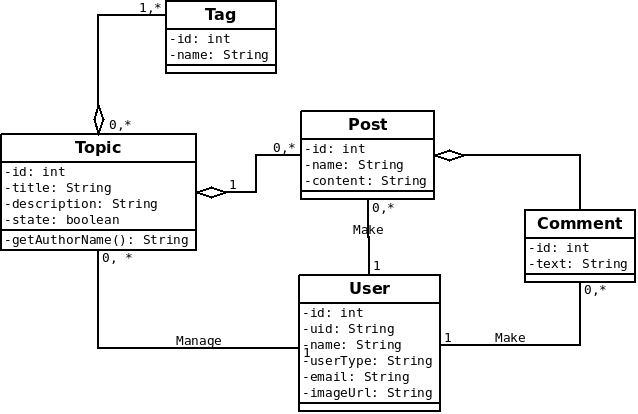 1,*
Tag
-id: int
-name: String
0,*
Topic
-id: int
-title: String
-description: String
-state: boolean
-getAuthorName(): String
1
0,*
Post
-id: int
-name: String
-content: String
0,*
Make
1
Comment
-id: int
-text: String
0,*
0, *
Manage
1
User
-id: int
-uid: String
-name: String
-userType: String
-email: String
-imageUrl: String
1
Make